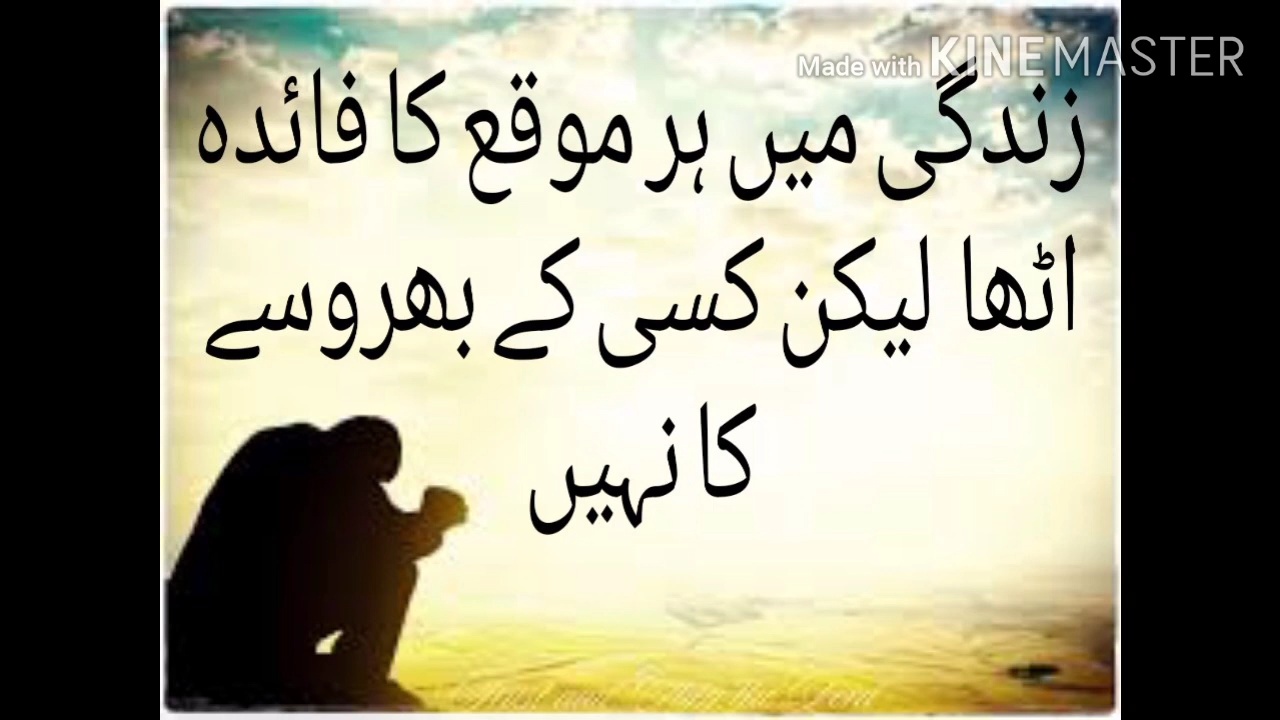 Made with KINEMASTER
زندگی میں ہر موقع کا فائدہ
اٹھا لیکن کسی کے بھروسے
کا نہیں